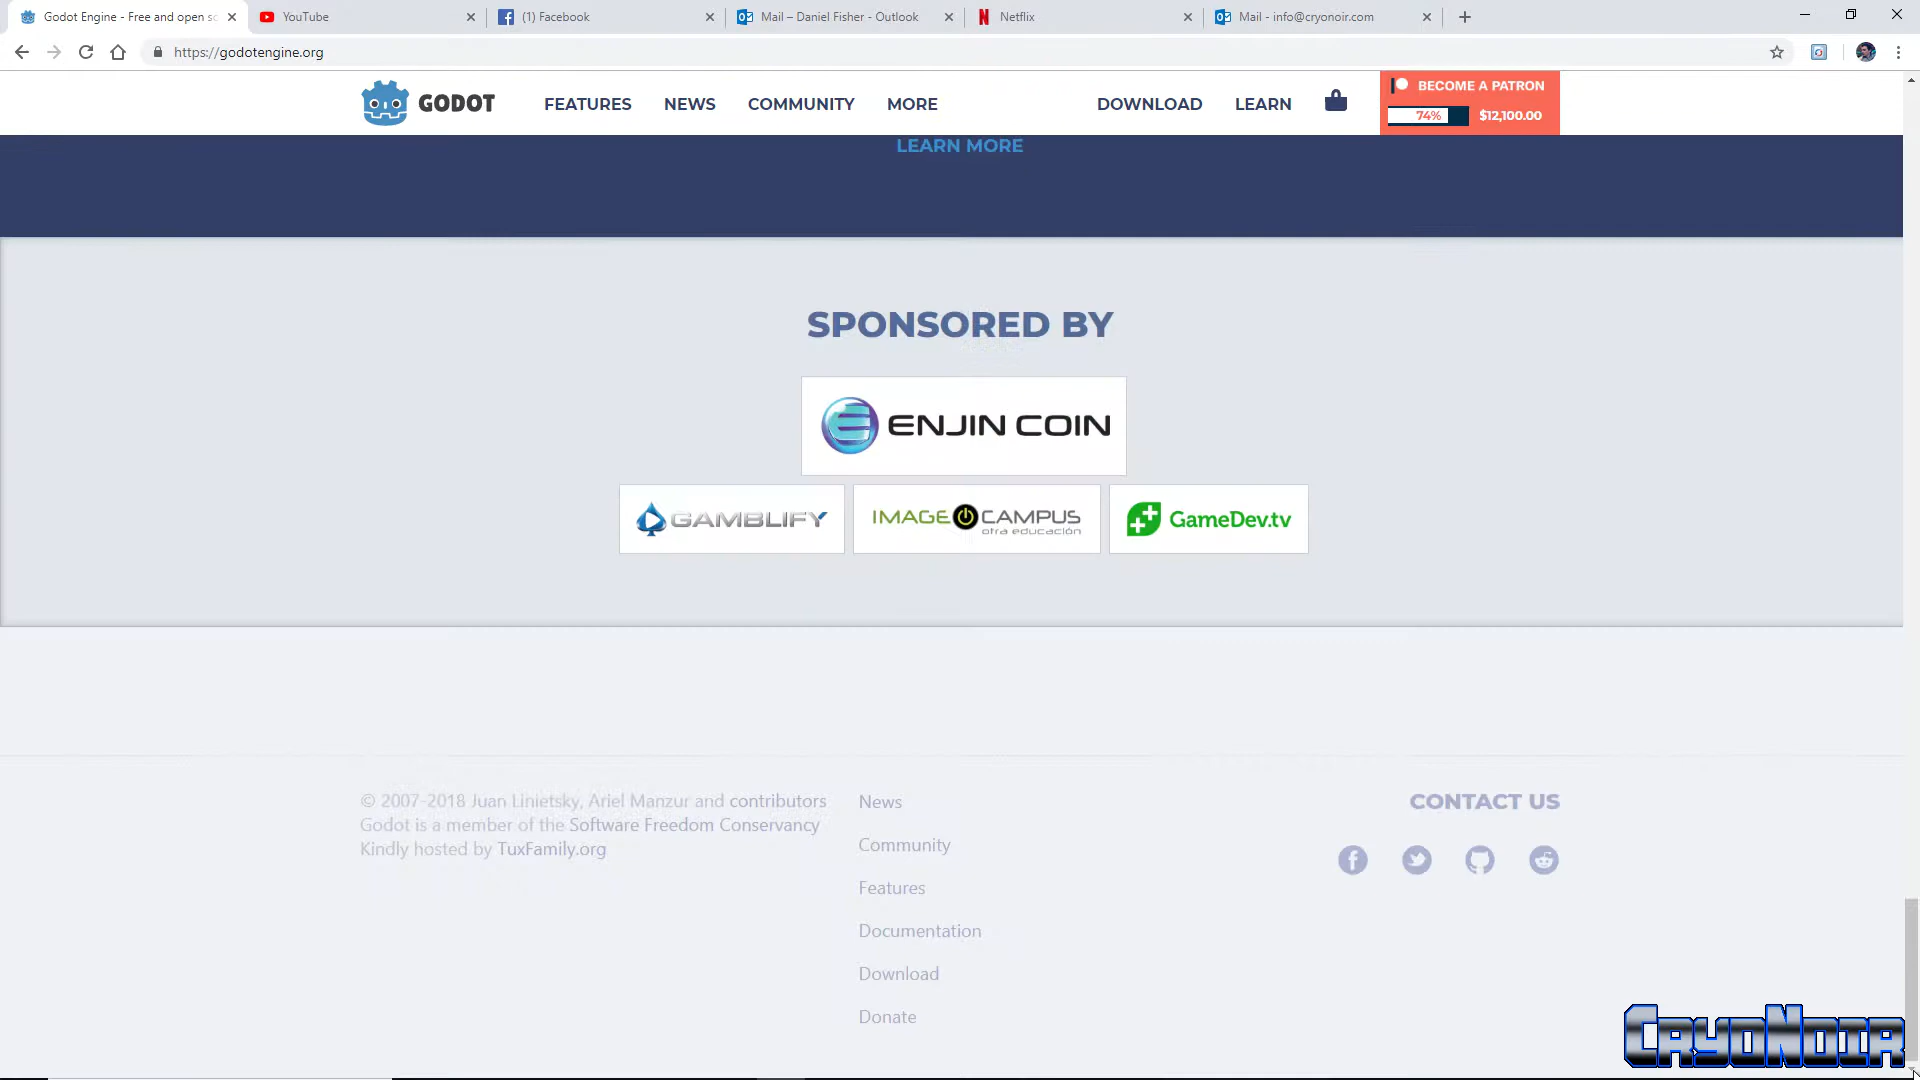 Godot Engine - Free and open sc
YouTube
(1) Facebook
Mail – Daniel Fisher - Outlook
Netflix
Mail - info@cryonoir.com
https://godotengine.org
GODOT
FEATURES
NEWS
COMMUNITY
MORE
DOWNLOAD
LEARN
BECOME A PATRON
74%
$12,100.00
LEARN MORE
SPONSORED BY
ENJIN COIN
GAMBLIFY
IMAGE CAMPUS
otra educación
GameDev.tv
© 2007-2018 Juan Linietsky, Ariel Manzur and contributors
Godot is a member of the Software Freedom Conservancy
Kindly hosted by TuxFamily.org
News
Community
Features
Documentation
Download
Donate
CONTACT US
CryoNoir